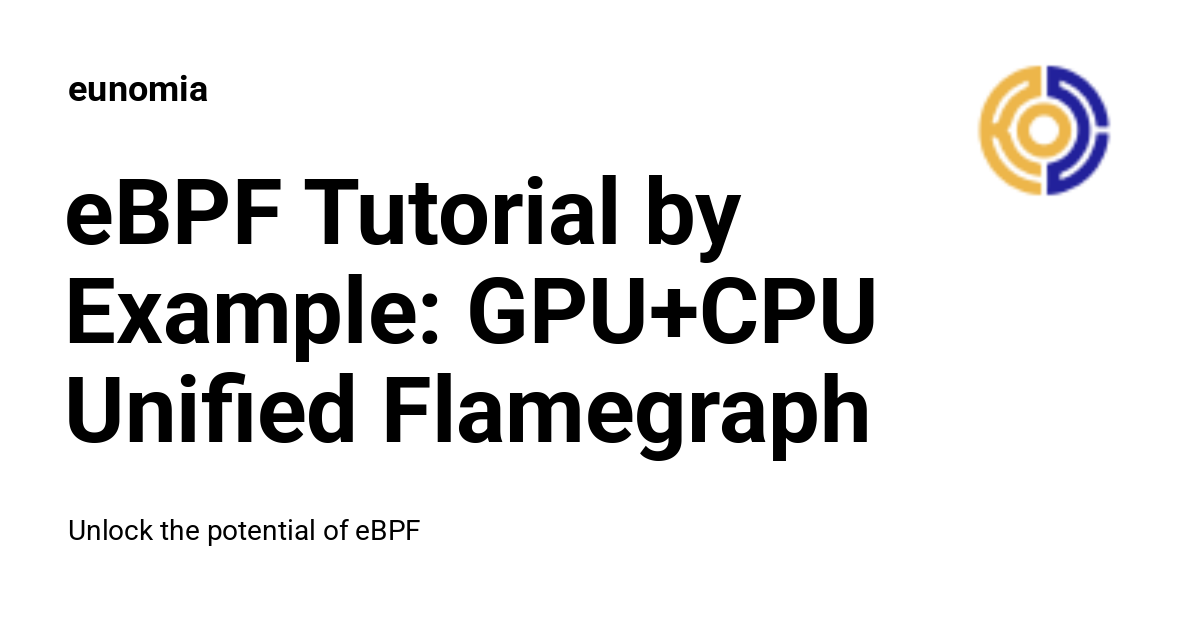 eunomia
eBPF Tutorial by
Example: GPU+CPU
Unified Flamegraph
Unlock the potential of eBPF